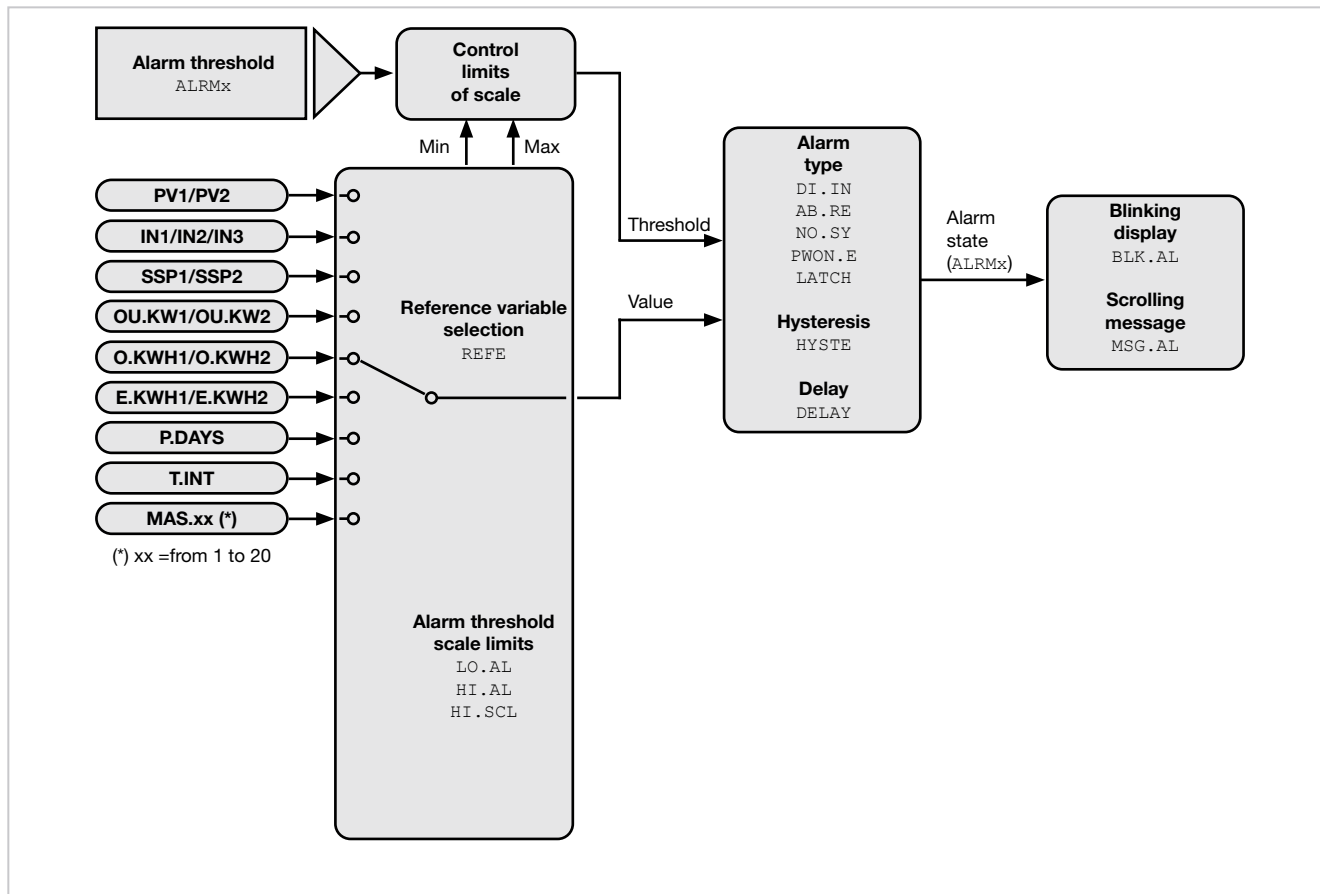 Alarm threshold
ALRMx
Control
limits
of scale
Min
Max
PV1/PV2
IN1/IN2/IN3
SSP1/SSP2
OU.KW1/OU.KW2
O.KWH1/O.KWH2
E.KWH1/E.KWH2
P.DAYS
T.INT
MAS.xx (*)
(*) xx =from 1 to 20
Reference variable
selection
REFE
Alarm threshold
scale limits
LO.AL
HI.AL
HI.SCL
Threshold
Value
Alarm
type
DI.IN
AB.RE
NO.SY
PWON.E
LATCH
Hysteresis
HYSTE
Delay
DELAY
Alarm
state
(ALRMx)
Blinking
display
BLK.AL
Scrolling
message
MSG.AL